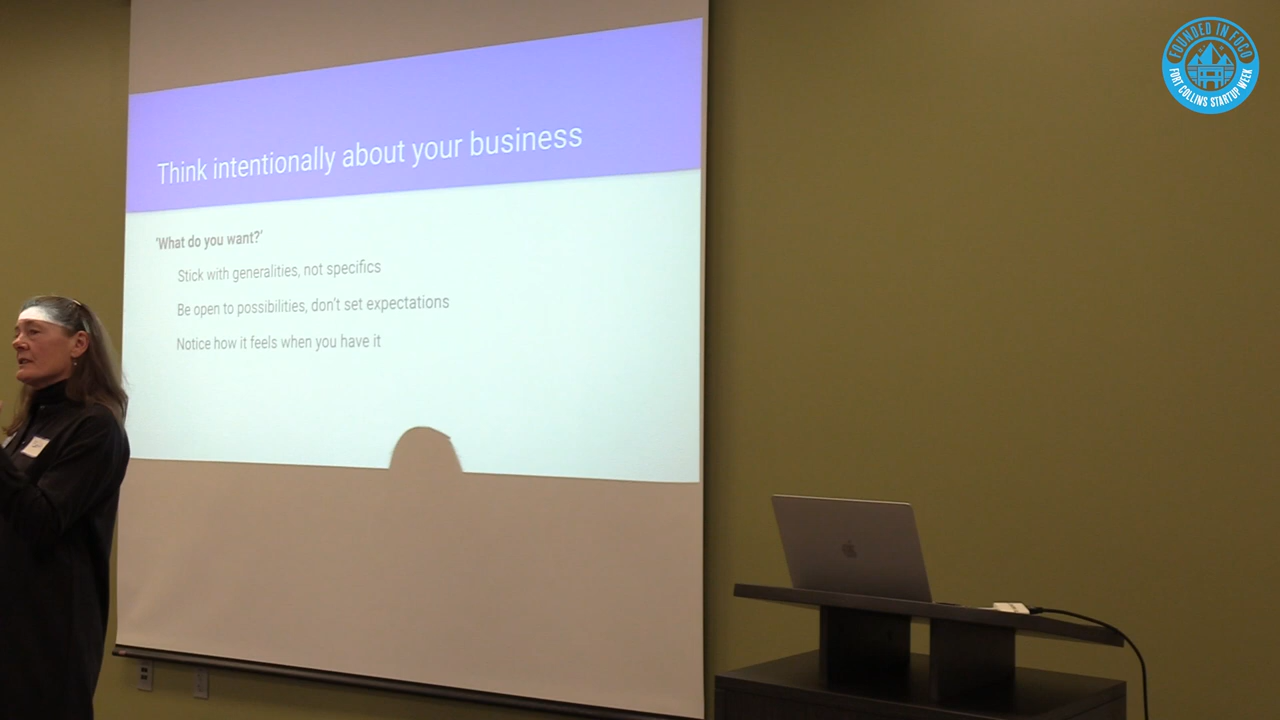 Think intentionally about your business
'What do you want?'
Stick with generalities, not specifics
Be open to possibilities, don't set expectations
Notice how it feels when you have it
FOUNDED IN FOCO
FORT COLLINS STARTUP WEEK